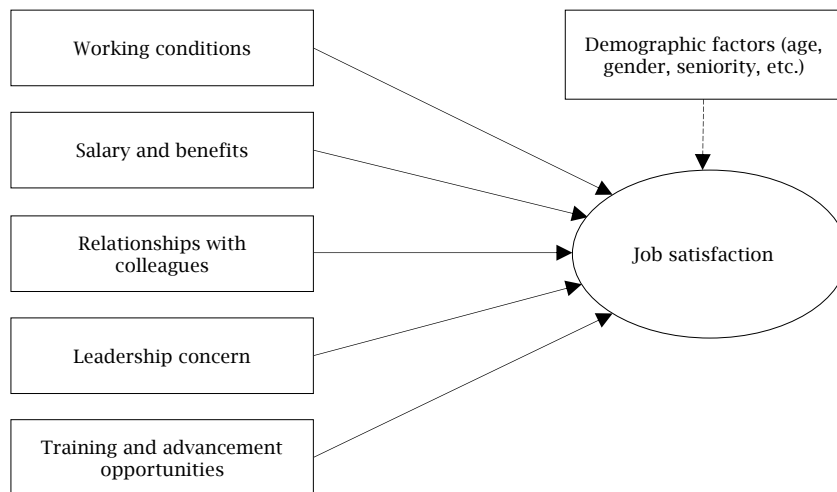 Working conditions
Demographic factors (age,
gender, seniority, etc.)
Salary and benefits
Relationships with
colleagues
Job satisfaction
Leadership concern
Training and advancement
opportunities